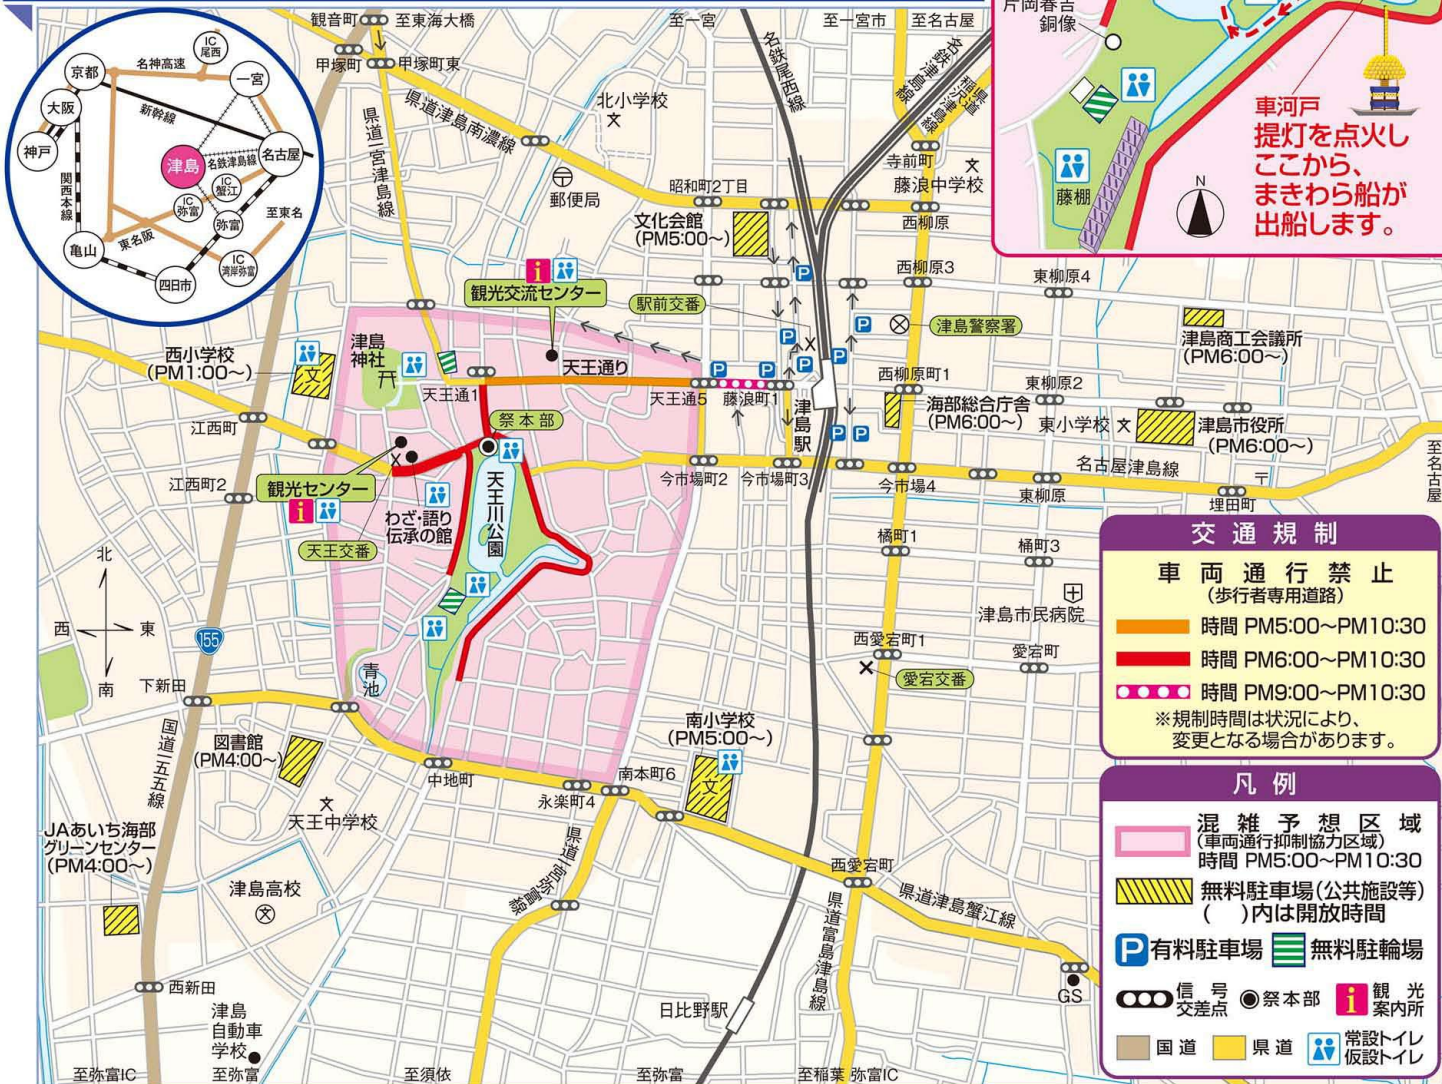 観音町
至東海大橋
甲塚町
甲塚町東
至一宮
至一宮市
至名古屋
名鉄尾西線
名鉄津島線
県道一宮津島線
県道津島南濃線
北小学校
文
郵便局
昭和町2丁目
寺前町
文
藤浪中学校
西柳原
IC
尾西
京都
名神高速
一宮
大阪
新幹線
神戸
津島
名鉄津島線
名古屋
IC
蟹江
関西本線
IC
弥富
弥富
至東名
亀山
東名阪
IC
湾岸弥富
四日市
片岡春吉
銅像
藤棚
N
車河戸
提灯を点火し
ここから、
まきわら船が
出船します。
文化会館
(PM5:00～)
P
西柳原3
東柳原4
i
観光交流センター
駅前交番
P
P
P
津島警察署
津島商工会議所
(PM6:00～)
西小学校
(PM1:00～)
文
津島
神社
天王通り
P
P
P
天王通1
天王通5
藤浪町1
津島駅
西柳原町1
東柳原2
海部総合庁舎
(PM6:00～)
東小学校
文
津島市役所
(PM6:00～)
P
P
江西町
祭本部
名古屋津島線
至名古屋
江西町2
観光センター
i
わざ・語り
伝承の館
天王川公園
今市場町2
今市場町3
今市場4
東柳原
埋田町
天王交番
橘町1
橘町3
北
西
東
南
155
津島市民病院
西愛宕町1
愛宕町
愛宕交番
青池
下新田
国道一五五線
図書館
(PM4:00～)
南小学校
(PM5:00～)
文
中地町
永楽町4
南本町6
文
天王中学校
JAあいち海部
グリーンセンター
(PM4:00～)
津島高校
文
県道一宮弥富線
西愛宕町
県道津島蟹江線
県道富島津島線
西新田
津島
自動車
学校
日比野駅
GS
至弥富IC
至弥富
至須依
至弥富
至稲葉
弥富IC
交通規制
車両通行禁止
(歩行者専用道路)
時間 PM5:00～PM10:30
時間 PM6:00～PM10:30
時間 PM9:00～PM10:30
※規制時間は状況により、
変更となる場合があります。
凡例
混雑予想区域
(車両通行抑制協力区域)
時間 PM5:00～PM10:30
無料駐車場(公共施設等)
(　)内は開放時間
P 有料駐車場
無料駐輪場
信号
交差点
祭本部
i
観光
案内所
国道
県道
常設トイレ
仮設トイレ